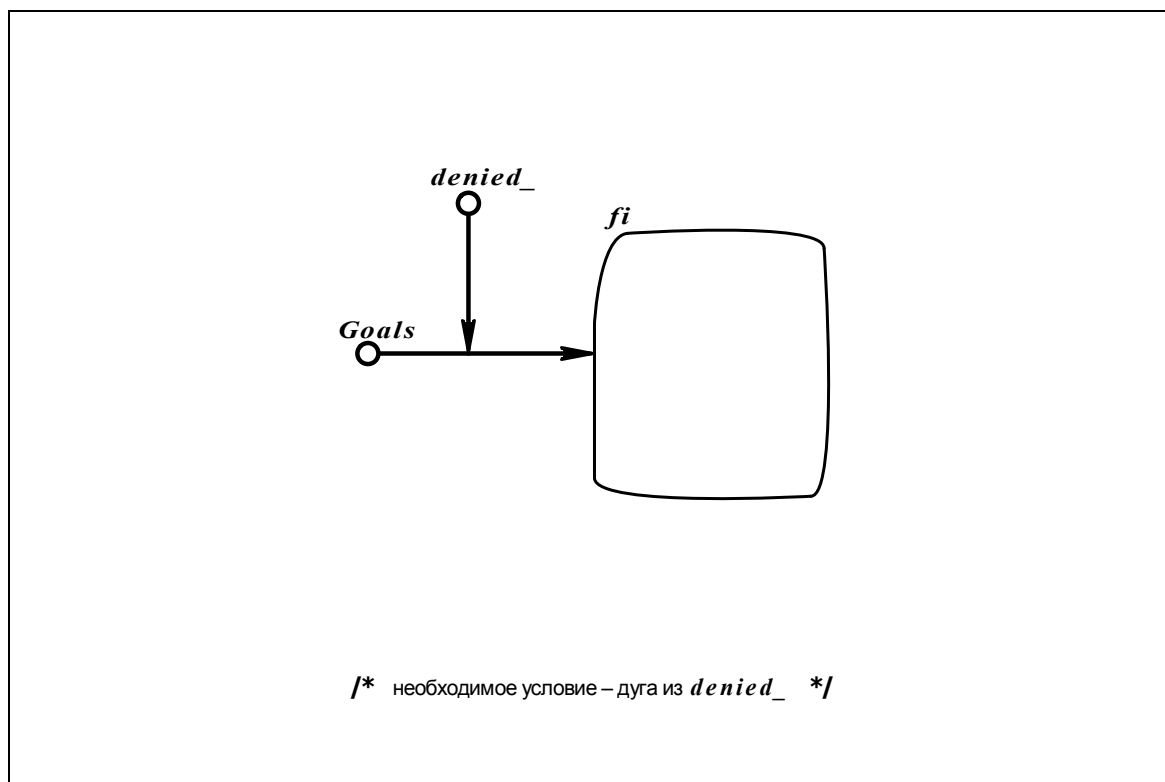 denied_
fi
Goals
/* необходимое условие – дуга из denied_ */